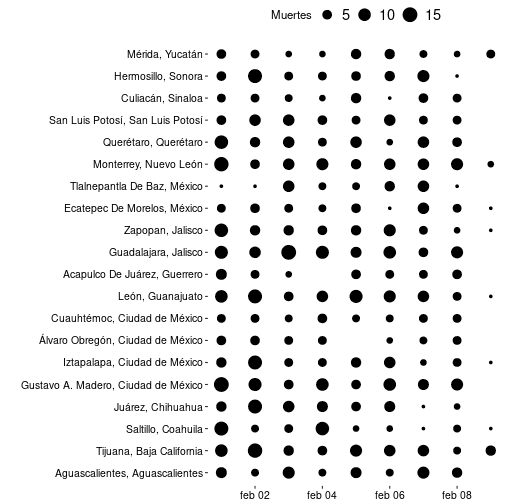 Muertes 5 10 15
Mérida, Yucatán
Hermosillo, Sonora
Culiacán, Sinaloa
San Luis Potosí, San Luis Potosí
Querétaro, Querétaro
Monterrey, Nuevo León
Tlalnepantla De Baz, México
Ecatepec De Morelos, México
Zapopan, Jalisco
Guadalajara, Jalisco
Acapulco De Juárez, Guerrero
León, Guanajuato
Cuauhtémoc, Ciudad de México
Álvaro Obregón, Ciudad de México
Iztapalapa, Ciudad de México
Gustavo A. Madero, Ciudad de México
Juárez, Chihuahua
Saltillo, Coahuila
Tijuana, Baja California
Aguascalientes, Aguascalientes
feb 02 feb 04 feb 06 feb 08